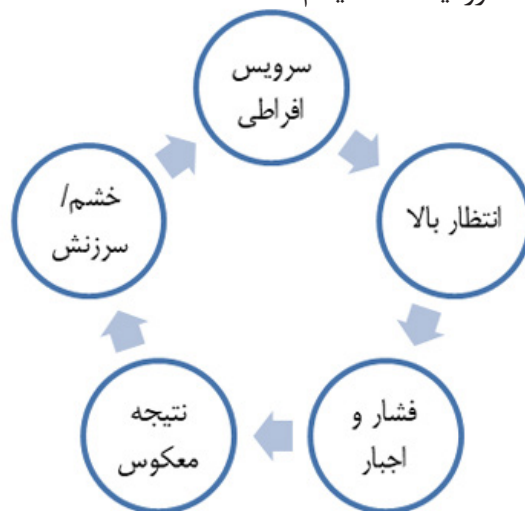 سرویس
افراطی
انتظار بالا
فشار و
اجبار
نتیجه
معکوس
خشم/
سرزنش